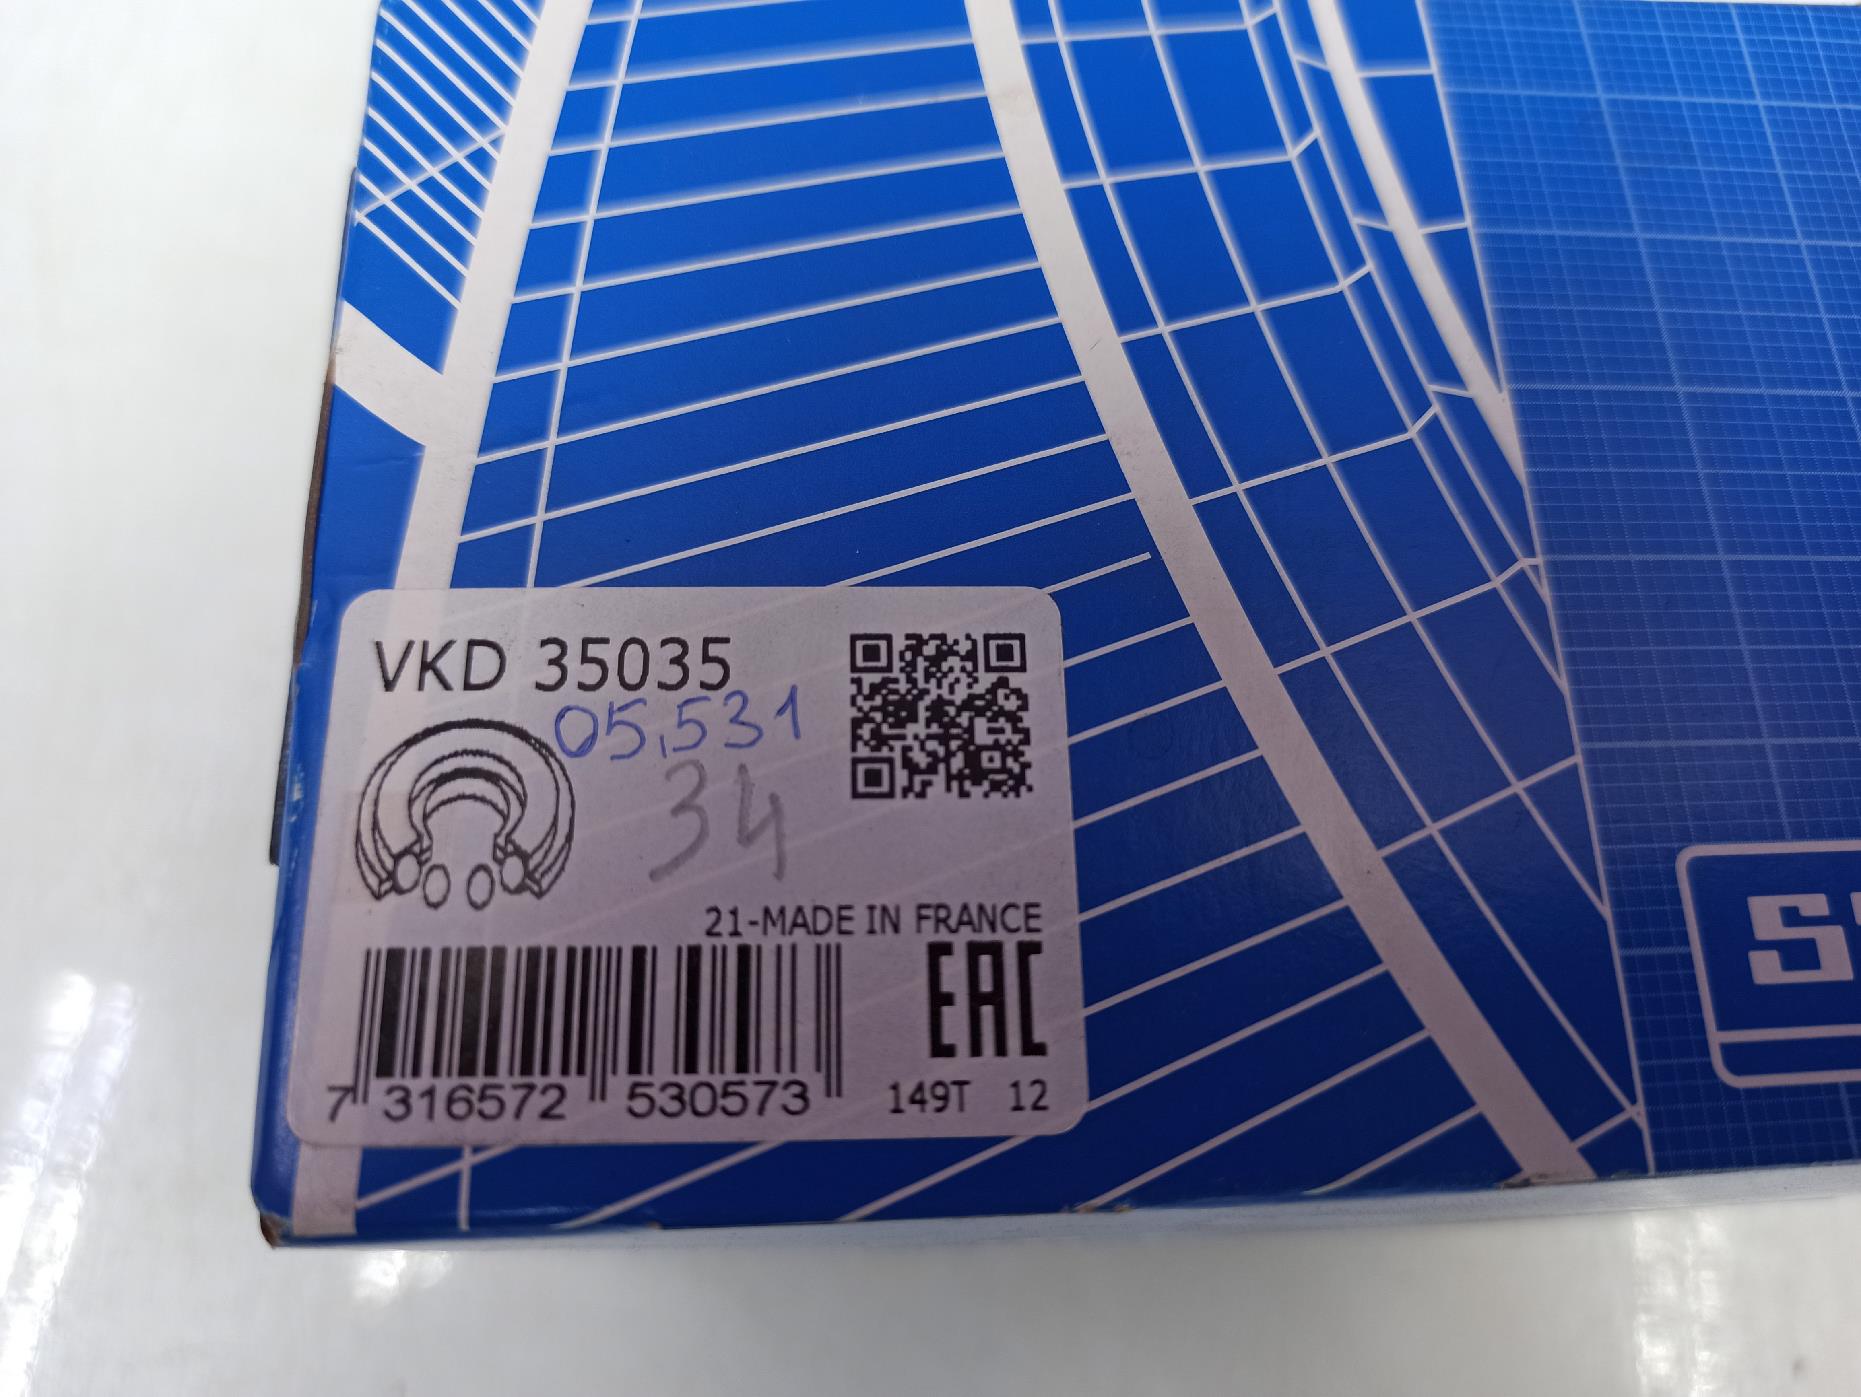 VKD 35035
05,531
34
21-MADE IN FRANCE
EAC
7 316572 530573
149T 12